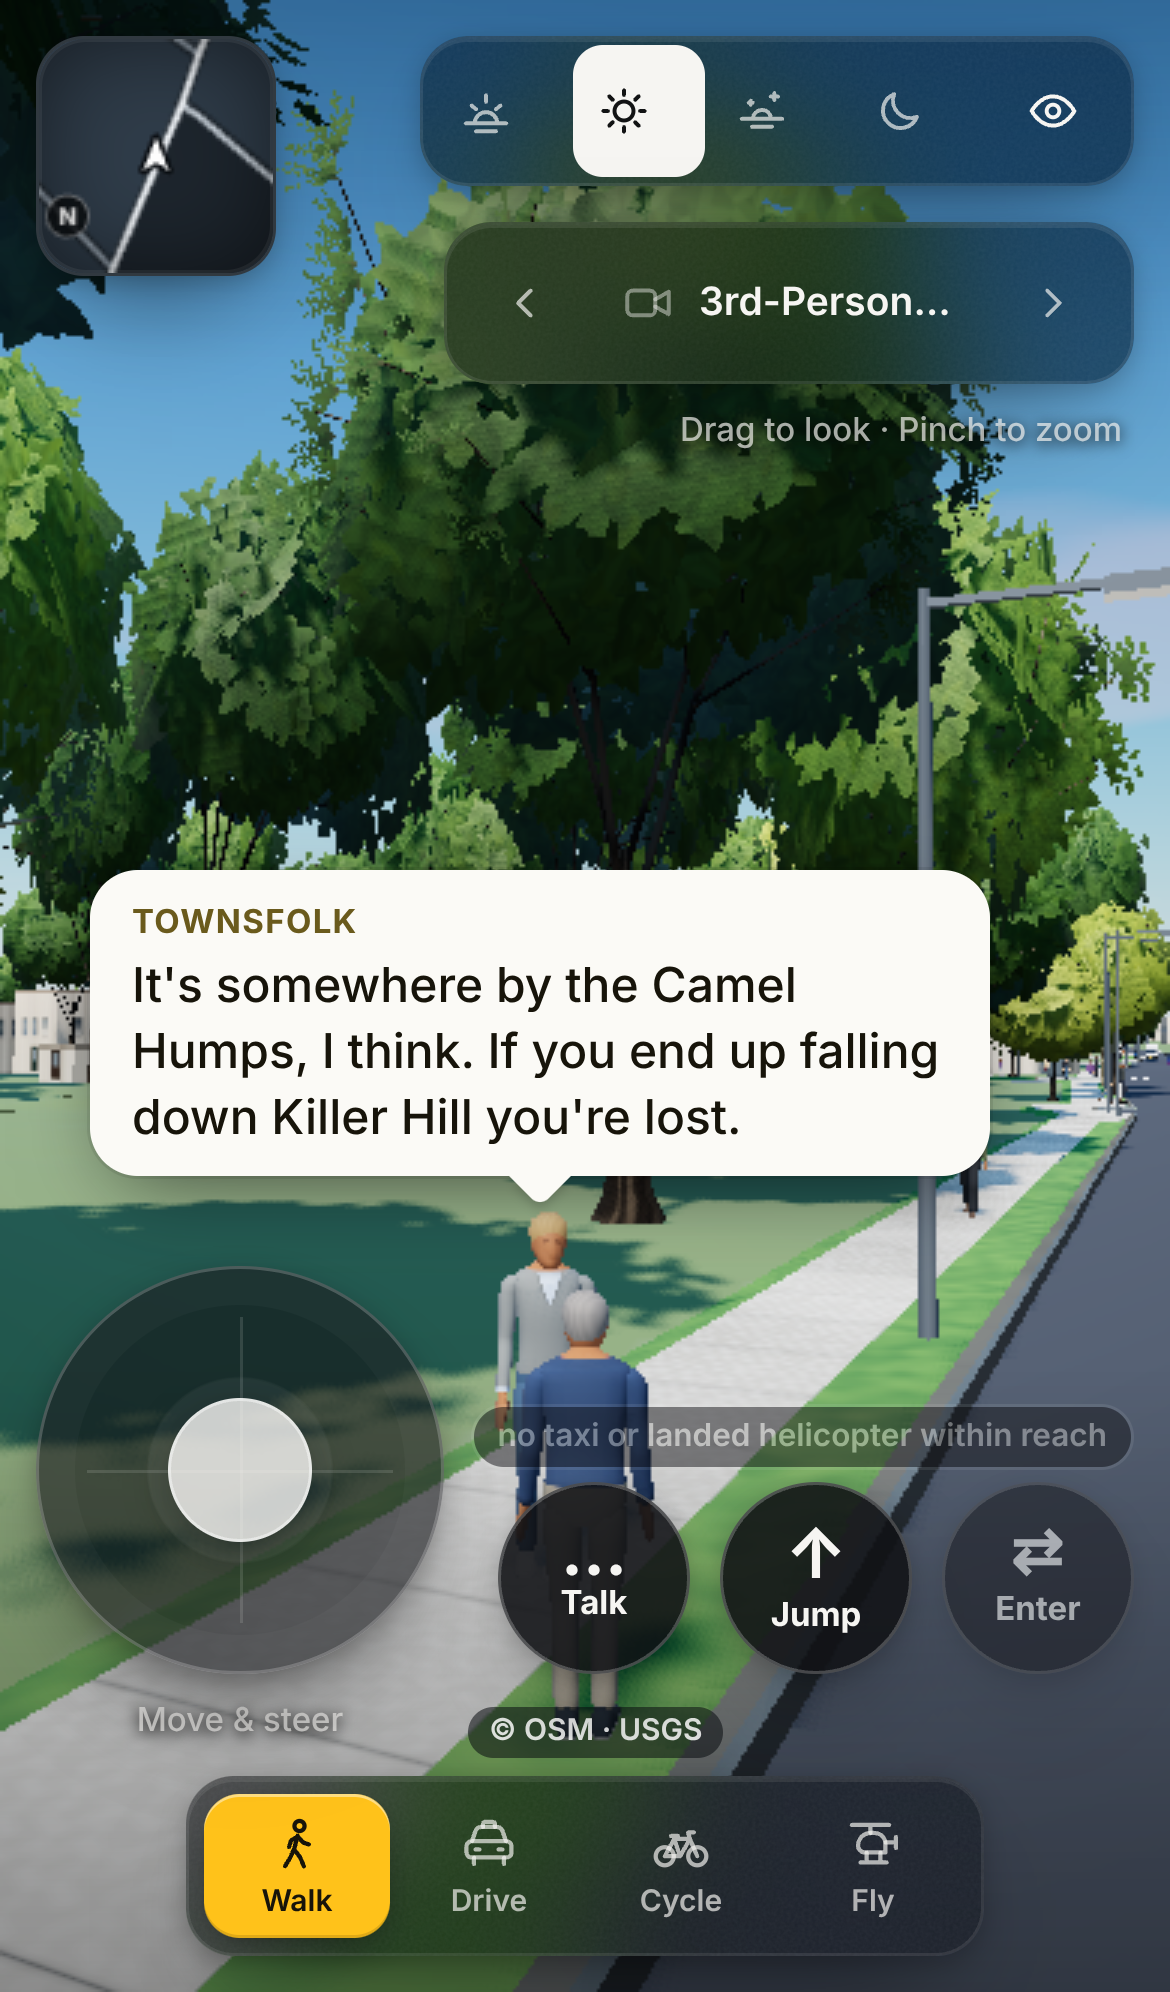 N
3rd-Person...
Drag to look · Pinch to zoom
TOWNSFOLK
It's somewhere by the Camel
Humps, I think. If you end up falling
down Killer Hill you're lost.
no taxi or landed helicopter within reach
Talk
Jump
Enter
Move & steer
© OSM · USGS
Walk
Drive
Cycle
Fly